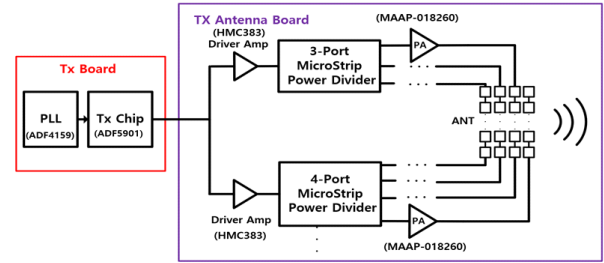 TX Antenna Board
(MAAP-018260)
(HMC383)
Driver Amp
3-Port
MicroStrip
Power Divider
PA
Tx Board
PLL
(ADF4159)
Tx Chip
(ADF5901)
ANT
4-Port
MicroStrip
Power Divider
Driver Amp
(HMC383)
PA
(MAAP-018260)